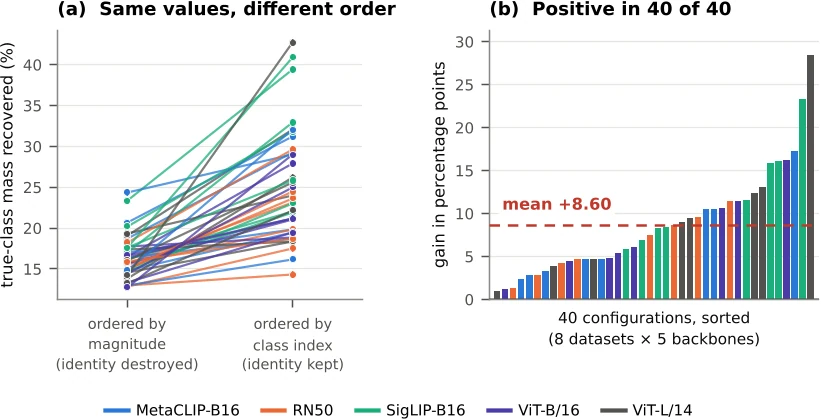 (a) Same values, different order
true-class mass recovered (%)
40
35
30
25
20
15
ordered by
magnitude
(identity destroyed)
ordered by
class index
(identity kept)
(b) Positive in 40 of 40
gain in percentage points
30
25
20
15
10
5
0
mean +8.60
40 configurations, sorted
(8 datasets × 5 backbones)
MetaCLIP-B16
RN50
SigLIP-B16
ViT-B/16
ViT-L/14